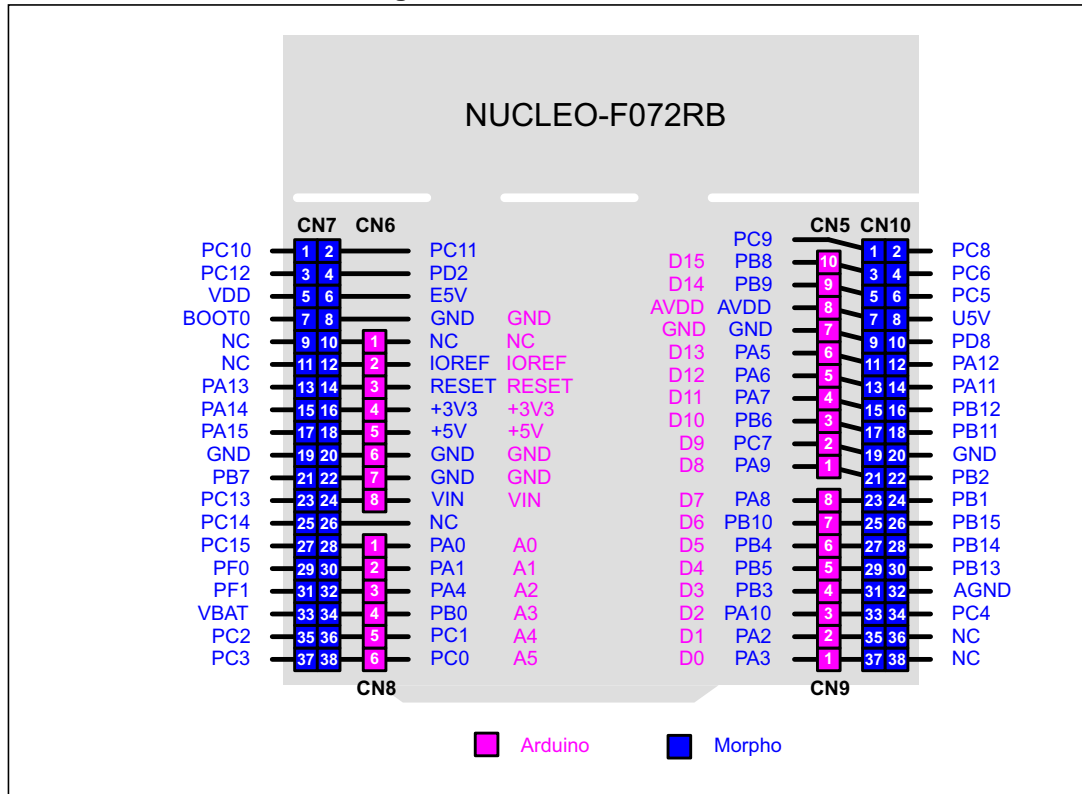 NUCLEO-F072RB
CN7 CN6 CN5 CN10
PC9
PC10 1 2 PC11 1 2 PC8
PC12 3 4 PD2 D15 PB8 10 3 4 PC6
VDD 5 6 E5V D14 PB9 9 5 6 PC5
BOOT0 7 8 GND GND AVDD AVDD 8 7 8 U5V
NC 9 10 1 NC NC GND GND 7 9 10 PD8
NC 11 12 2 IOREF IOREF D13 PA5 6 11 12 PA12
PA13 13 14 3 RESET RESET D12 PA6 5 13 14 PA11
PA14 15 16 4 +3V3 +3V3 D11 PA7 4 15 16 PB12
PA15 17 18 5 +5V +5V D10 PB6 3 17 18 PB11
GND 19 20 6 GND GND D9 PC7 2 19 20 GND
PB7 21 22 7 GND GND D8 PA9 1 21 22 PB2
PC13 23 24 8 VIN VIN D7 PA8 8 23 24 PB1
PC14 25 26 NC D6 PB10 7 25 26 PB15
PC15 27 28 1 PA0 A0 D5 PB4 6 27 28 PB14
PF0 29 30 2 PA1 A1 D4 PB5 5 29 30 PB13
PF1 31 32 3 PA4 A2 D3 PB3 4 31 32 AGND
VBAT 33 34 4 PB0 A3 D2 PA10 3 33 34 PC4
PC2 35 36 5 PC1 A4 D1 PA2 2 35 36 NC
PC3 37 38 6 PC0 A5 D0 PA3 1 37 38 NC
CN8 CN9
Arduino Morpho